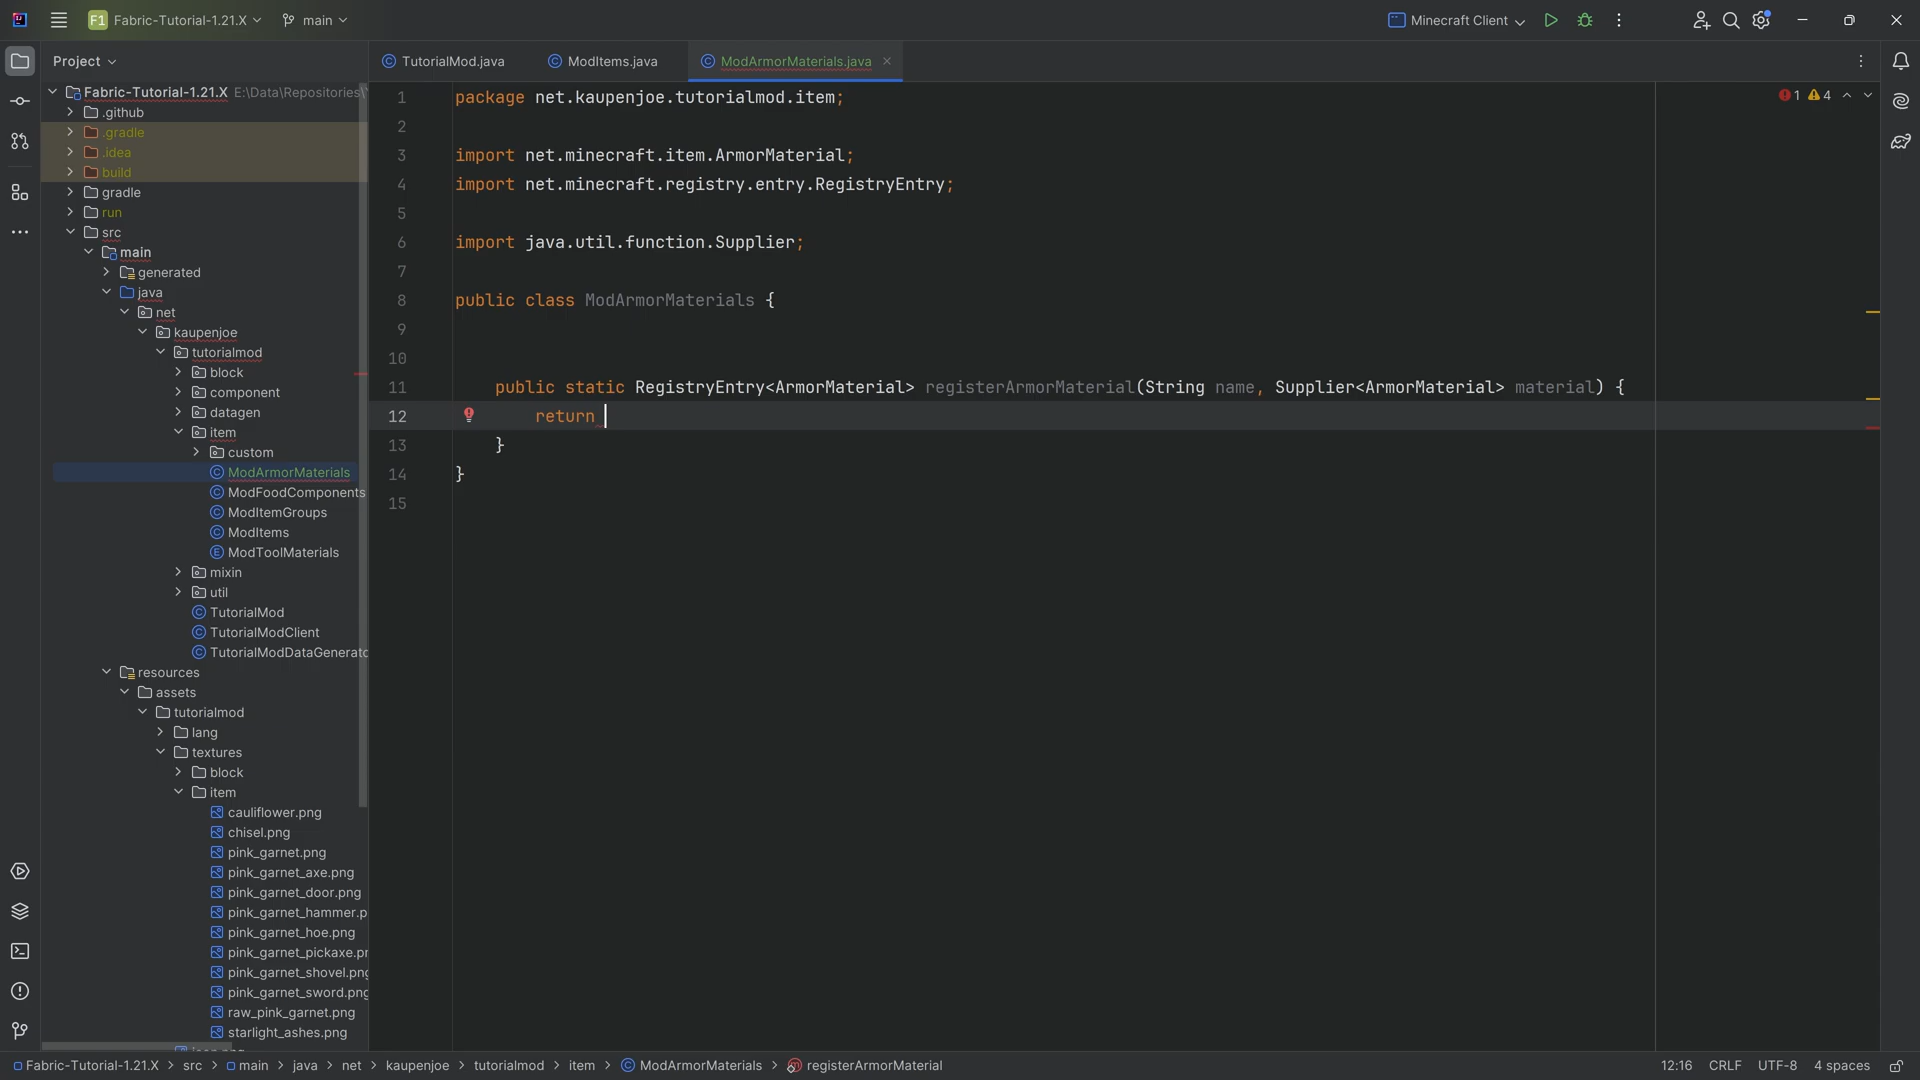 F1 Fabric-Tutorial-1.21.X main Minecraft Client
Project
TutorialMod.java ModItems.java ModArmorMaterials.java
Fabric-Tutorial-1.21.X E:\Data\Repositories\
.github
.gradle
.idea
build
gradle
run
src
main
generated
java
net
kaupenjoe
tutorialmod
block
component
datagen
item
custom
ModArmorMaterials
ModFoodComponents
ModItemGroups
ModItems
ModToolMaterials
mixin
util
TutorialMod
TutorialModClient
TutorialModDataGenerato
resources
assets
tutorialmod
lang
textures
block
item
cauliflower.png
chisel.png
pink_garnet.png
pink_garnet_axe.png
pink_garnet_door.png
pink_garnet_hammer.p
pink_garnet_hoe.png
pink_garnet_pickaxe.pn
pink_garnet_shovel.png
pink_garnet_sword.png
raw_pink_garnet.png
starlight_ashes.png
1 package net.kaupenjoe.tutorialmod.item;
2
3 import net.minecraft.item.ArmorMaterial;
4 import net.minecraft.registry.entry.RegistryEntry;
5
6 import java.util.function.Supplier;
7
8 public class ModArmorMaterials {
9
10
11 public static RegistryEntry<ArmorMaterial> registerArmorMaterial(String name, Supplier<ArmorMaterial> material) {
12 return
13 }
14 }
15
1 4
Fabric-Tutorial-1.21.X > src > main > java > net > kaupenjoe > tutorialmod > item > ModArmorMaterials > registerArmorMaterial
12:16 CRLF UTF-8 4 spaces